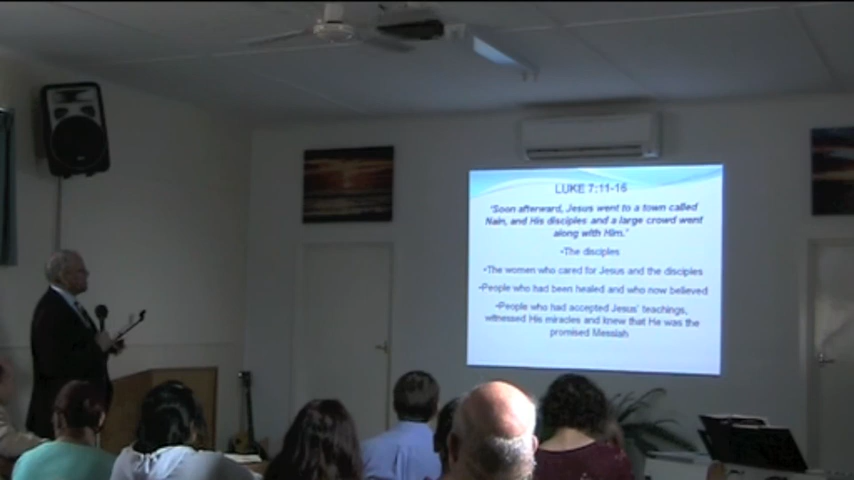 LUKE 7:11-16
"Soon afterward, Jesus went to a town called
Nain, and His disciples and a large crowd went
along with Him."
•The disciples
•The women who cared for Jesus and the disciples
•People who had been healed and who now believed
•People who had accepted Jesus' teachings,
witnessed His miracles and knew that He was the
promised Messiah